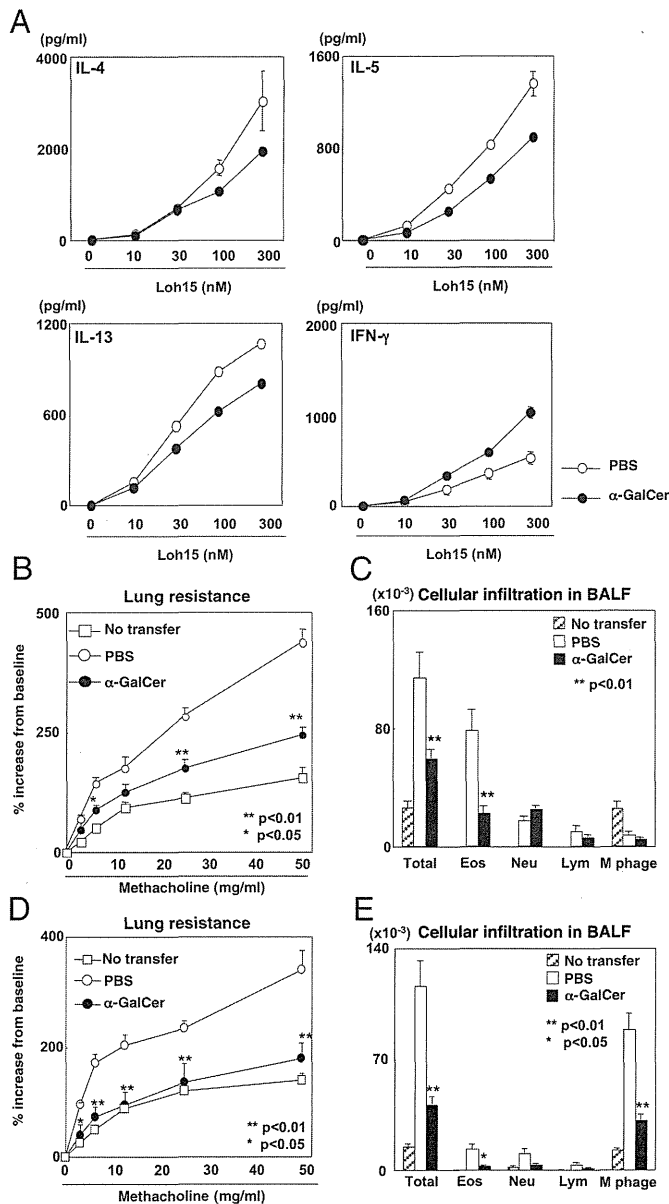 A
(pg/ml)
4000
IL-4
2000
0
0 10 30 100 300
Loh15 (nM)
(pg/ml)
1600
IL-5
800
0
0 10 30 100 300
Loh15 (nM)
(pg/ml)
1200
IL-13
600
0
0 10 30 100 300
Loh15 (nM)
(pg/ml)
2000
IFN-γ
1000
0
0 10 30 100 300
Loh15 (nM)
PBS
α-GalCer
B
Lung resistance
500
250
0
% increase from baseline
No transfer
PBS
α-GalCer
*
**
**
** p<0.01
* p<0.05
0 10 20 30 40 50
Methacholine (mg/ml)
C
(x10⁻³) Cellular infiltration in BALF
160
80
0
No transfer
PBS
α-GalCer
** p<0.01
**
**
Total Eos Neu Lym M phage
D
Lung resistance
400
200
0
% increase from baseline
No transfer
PBS
α-GalCer
*
**
**
**
**
** p<0.01
* p<0.05
0 10 20 30 40 50
Methacholine (mg/ml)
E
(x10⁻³) Cellular infiltration in BALF
140
70
0
No transfer
PBS
α-GalCer
** p<0.01
* p<0.05
**
*
**
Total Eos Neu Lym M phage